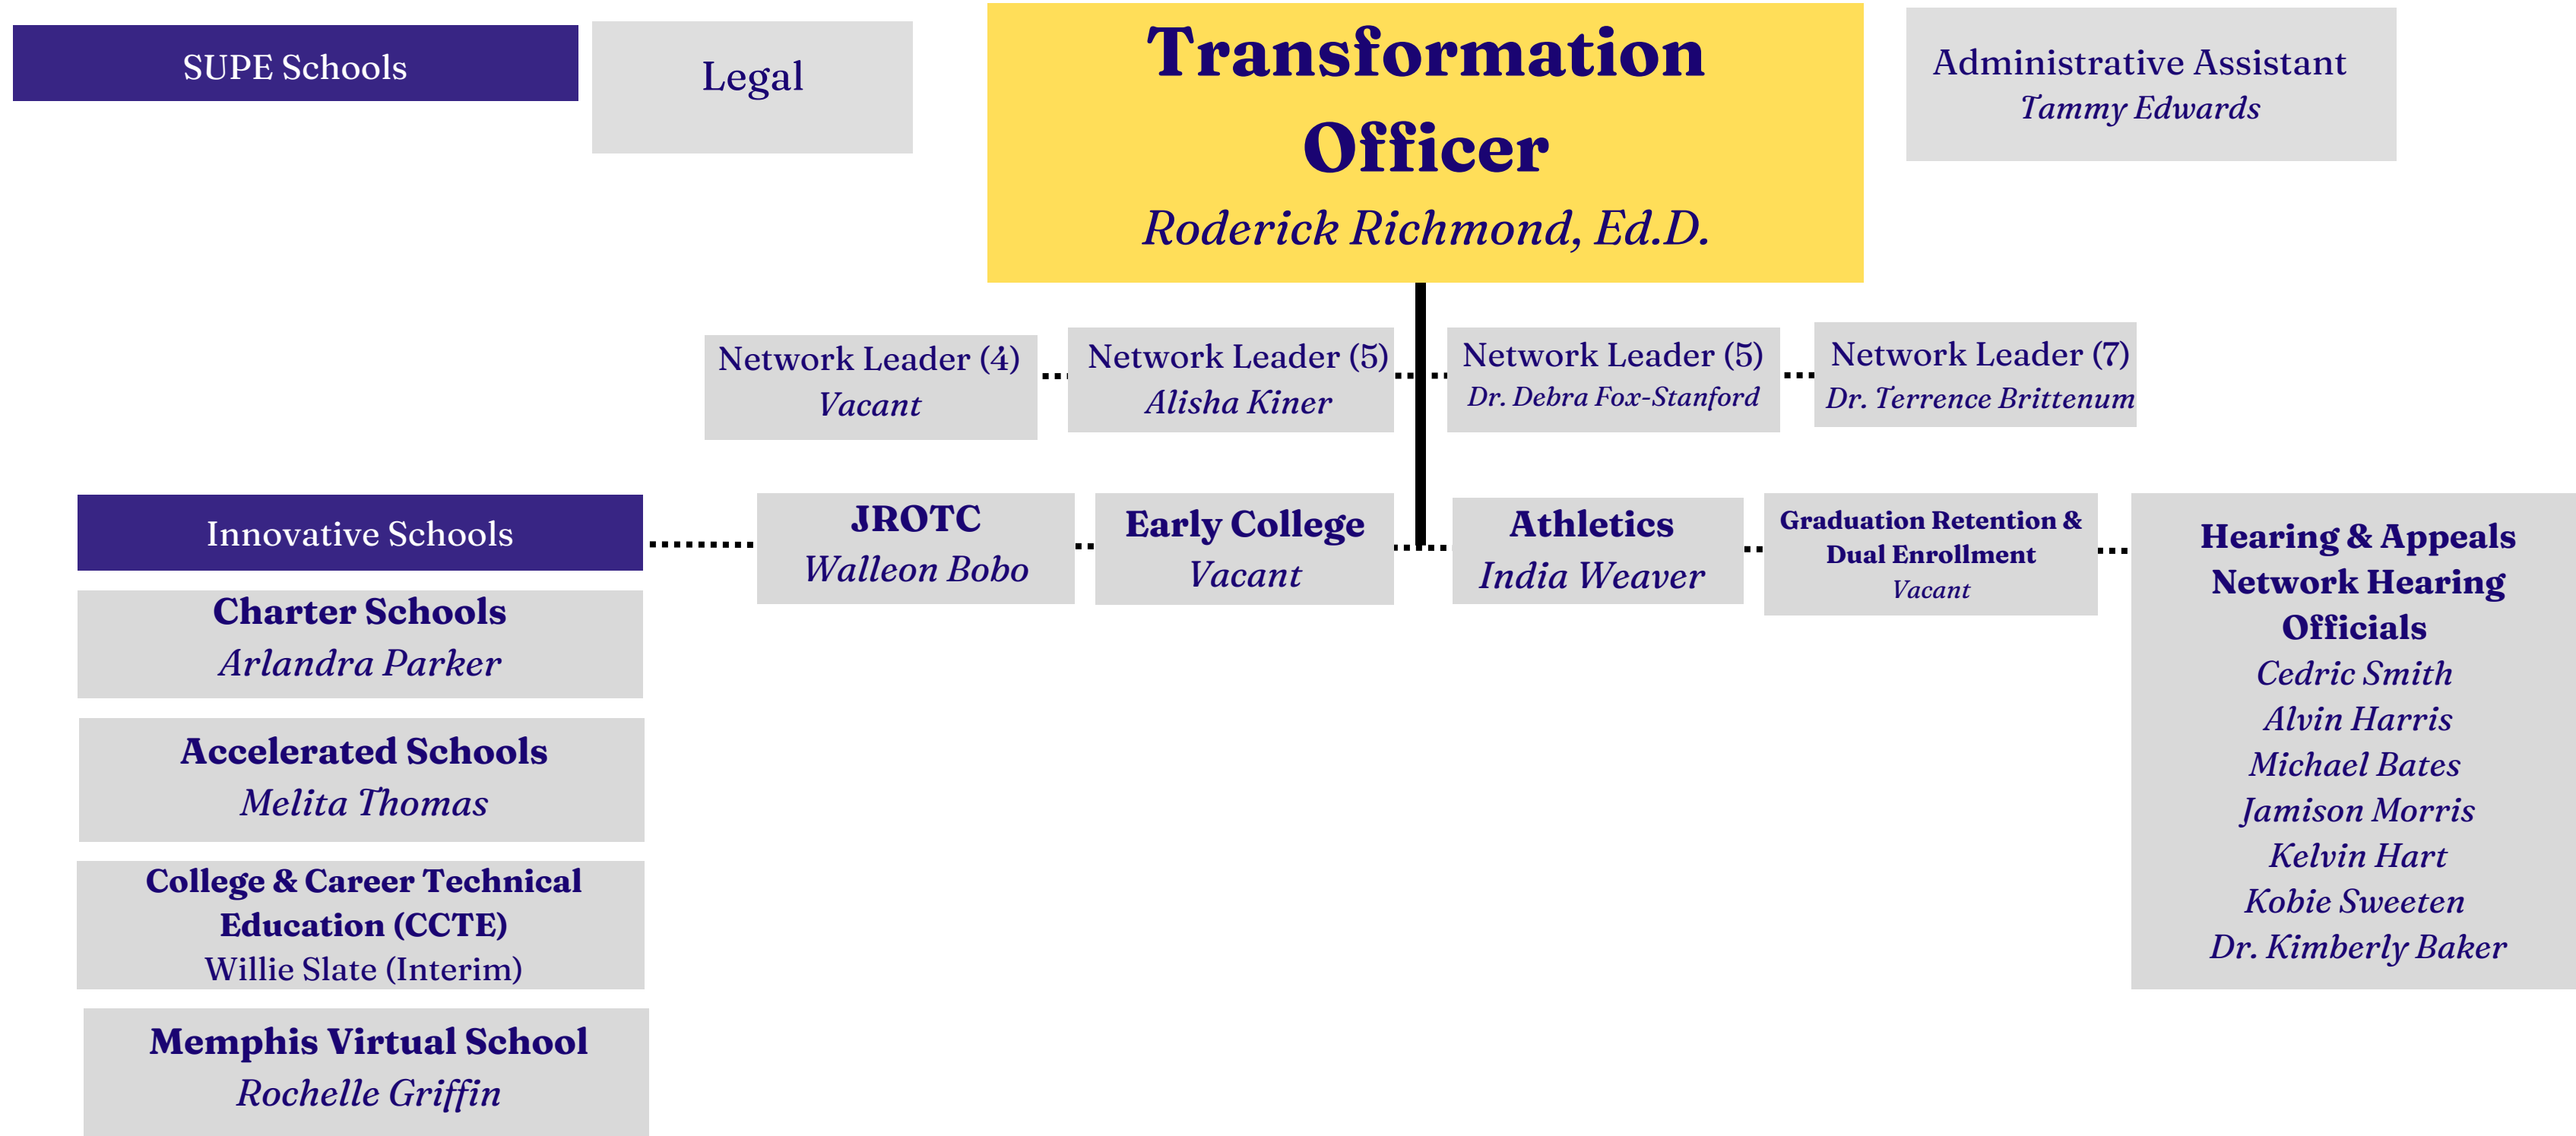 SUPE Schools
Legal
Transformation
Officer
Roderick Richmond, Ed.D.
Administrative Assistant
Tammy Edwards
Network Leader (4)
Vacant
Network Leader (5)
Alisha Kiner
Network Leader (5)
Dr. Debra Fox-Stanford
Network Leader (7)
Dr. Terrence Brittenum
Innovative Schools
Charter Schools
Arlandra Parker
Accelerated Schools
Melita Thomas
College & Career Technical
Education (CCTE)
Willie Slate (Interim)
Memphis Virtual School
Rochelle Griffin
JROTC
Walleon Bobo
Early College
Vacant
Athletics
India Weaver
Graduation Retention &
Dual Enrollment
Vacant
Hearing & Appeals
Network Hearing
Officials
Cedric Smith
Alvin Harris
Michael Bates
Jamison Morris
Kelvin Hart
Kobie Sweeten
Dr. Kimberly Baker